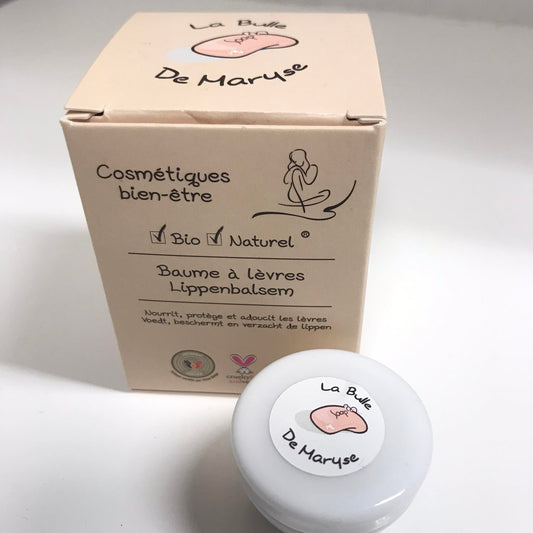 La Bulle
De Maryse
Cosmétiques
bien-être
Bio Naturel ®
Baume à lèvres
Lippenbalsem
Nourrit, protège et adoucit les lèvres
Voedt, beschermt en verzacht de lippen
La Bulle
De Maryse